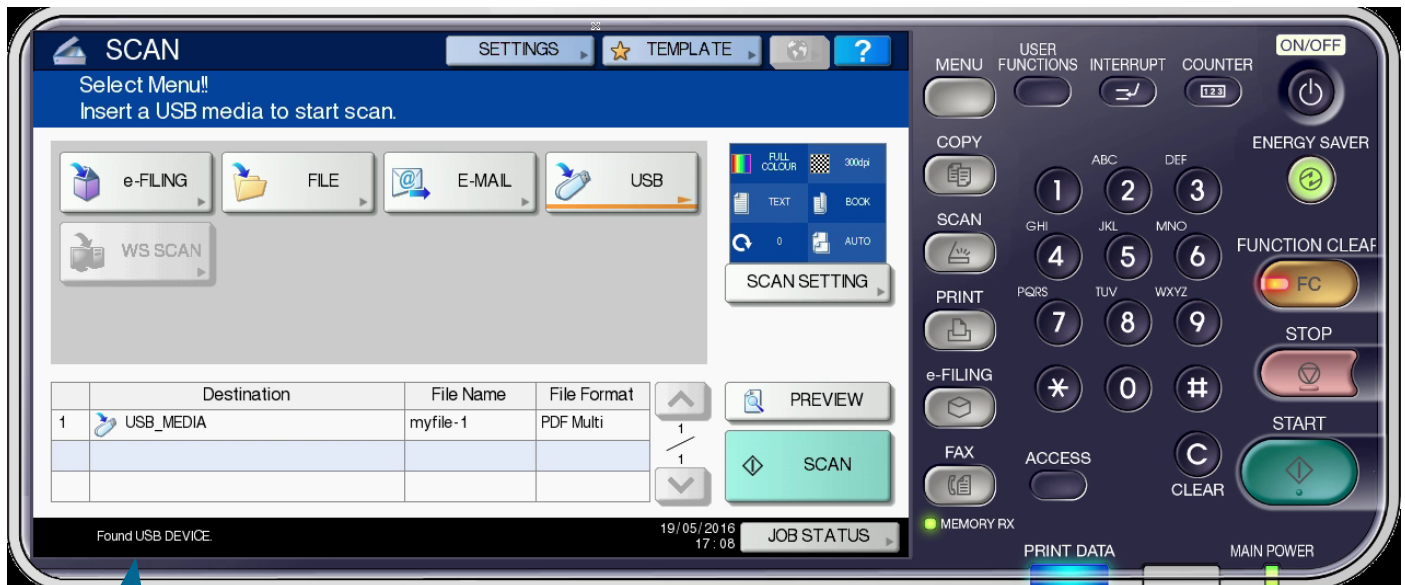 SCAN
SETTINGS
TEMPLATE
?
Select Menu!!
Insert a USB media to start scan.
e-FILING
FILE
@
E-MAIL
USB
WS SCAN
FULL COLOUR
300dpi
TEXT
BOOK
0
AUTO
SCAN SETTING
Destination File Name File Format
1 USB_MEDIA myfile-1 PDF Multi
1
1
PREVIEW
SCAN
Found USB DEVICE.
19/05/2016
17:08
JOB STATUS
MENU
USER FUNCTIONS
INTERRUPT
COUNTER
123
ON/OFF
COPY
SCAN
PRINT
e-FILING
FAX
MEMORY RX
ABC DEF
1 2 3
GHI JKL MNO
4 5 6
PQRS TUV WXYZ
7 8 9
* 0 #
ACCESS
C
CLEAR
ENERGY SAVER
FUNCTION CLEAR
FC
STOP
START
PRINT DATA
MAIN POWER